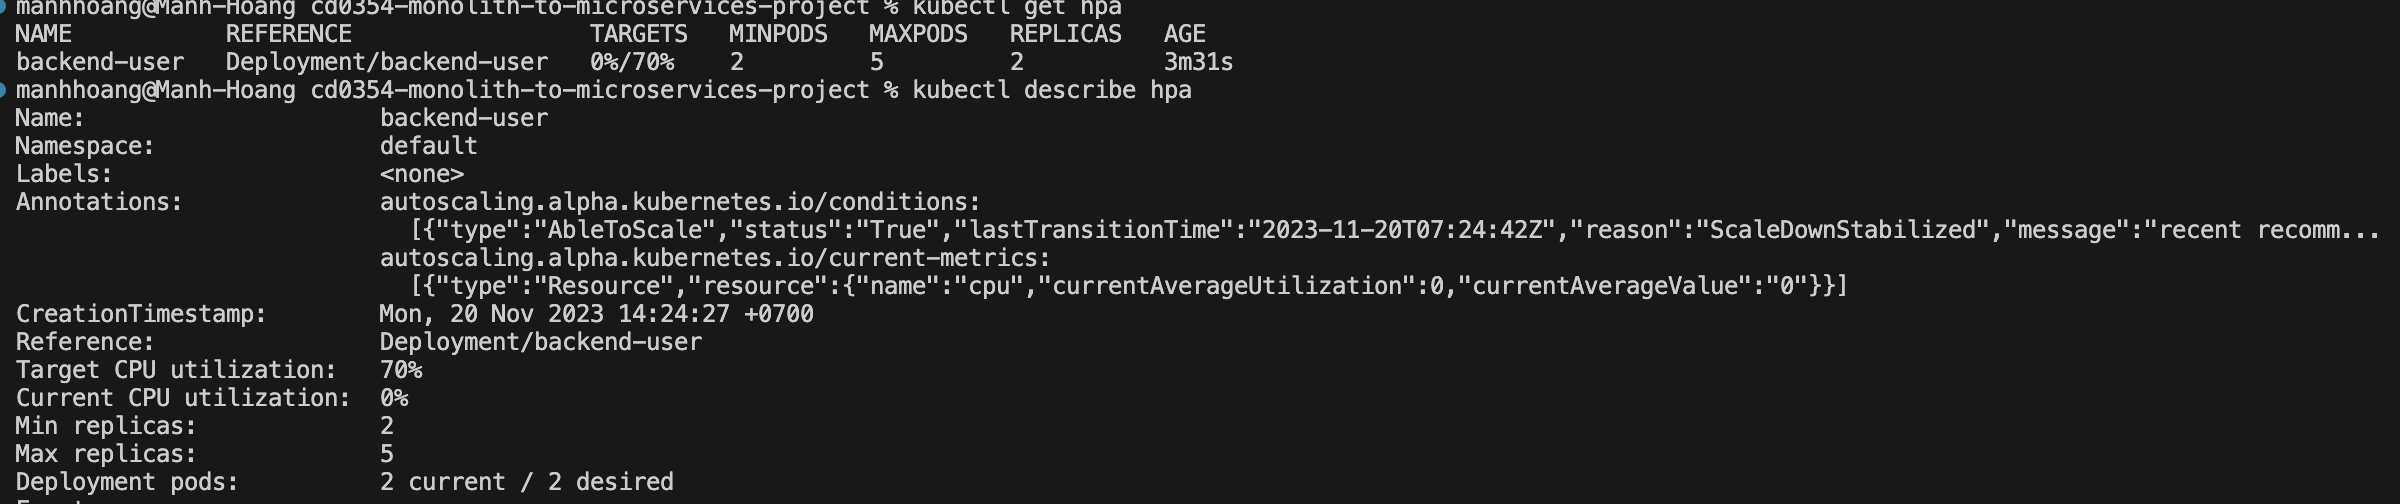 manhhoang@Manh-Hoang cd0354-monolith-to-microservices-project % kubectl get hpa
NAME REFERENCE TARGETS MINPODS MAXPODS REPLICAS AGE
backend-user Deployment/backend-user 0%/70% 2 5 2 3m31s
manhhoang@Manh-Hoang cd0354-monolith-to-microservices-project % kubectl describe hpa
Name: backend-user
Namespace: default
Labels: <none>
Annotations: autoscaling.alpha.kubernetes.io/conditions:
[{"type":"AbleToScale","status":"True","lastTransitionTime":"2023-11-20T07:24:42Z","reason":"ScaleDownStabilized","message":"recent recomm...
autoscaling.alpha.kubernetes.io/current-metrics:
[{"type":"Resource","resource":{"name":"cpu","currentAverageUtilization":0,"currentAverageValue":"0"}}]
CreationTimestamp: Mon, 20 Nov 2023 14:24:27 +0700
Reference: Deployment/backend-user
Target CPU utilization: 70%
Current CPU utilization: 0%
Min replicas: 2
Max replicas: 5
Deployment pods: 2 current / 2 desired